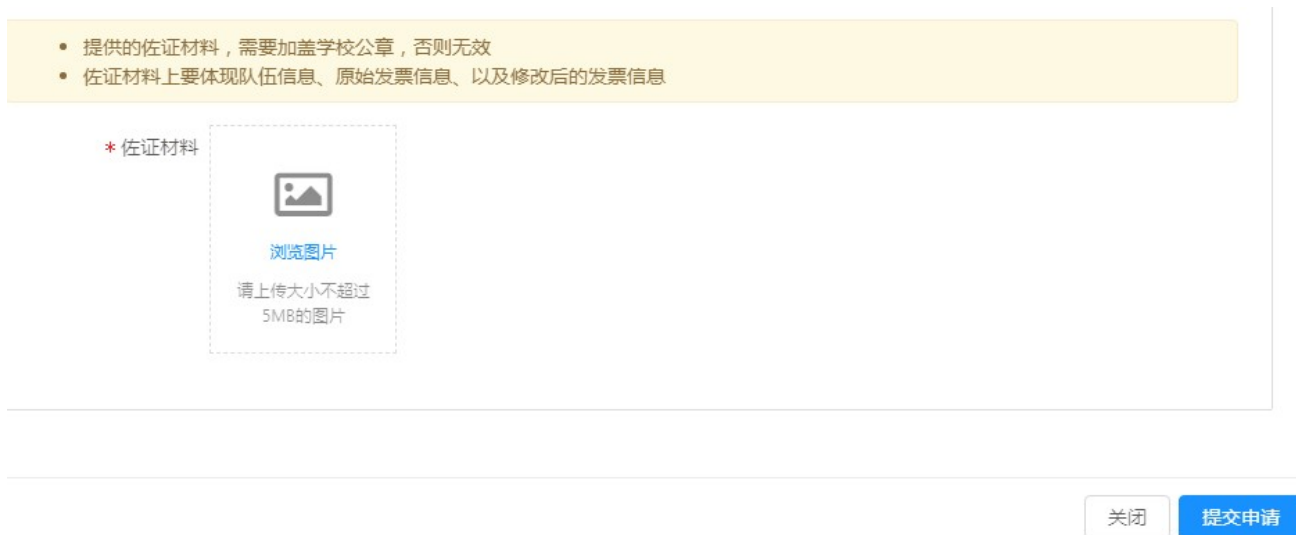 提供的佐证材料，需要加盖学校公章，否则无效
佐证材料上要体现队伍信息、原始发票信息、以及修改后的发票信息
* 佐证材料
浏览图片
请上传大小不超过
5MB的图片
关闭
提交申请